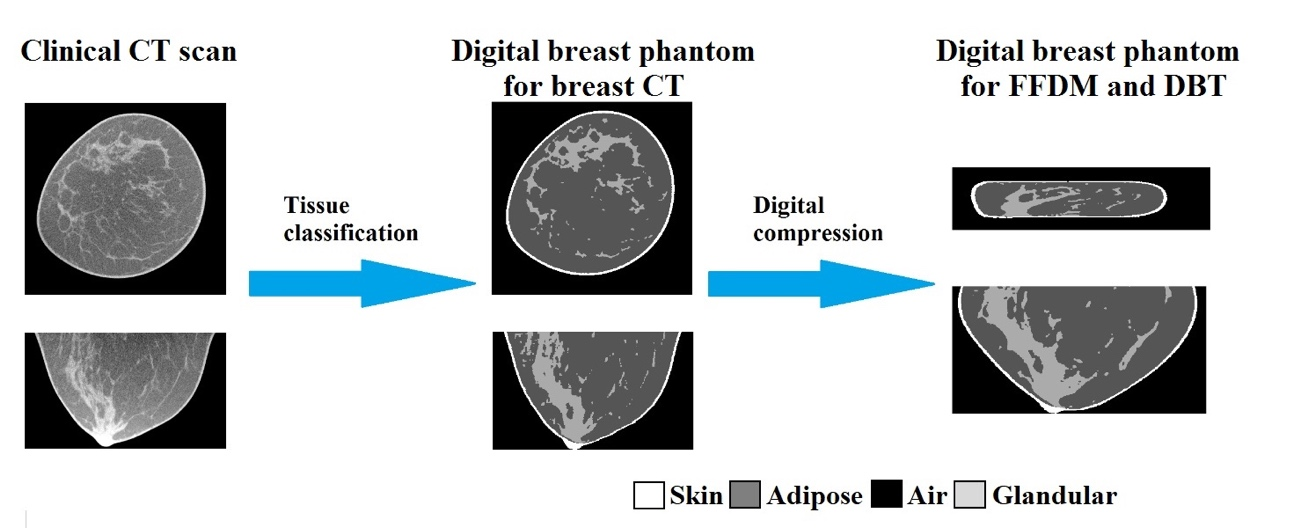 Clinical CT scan
Digital breast phantom
for breast CT
Digital breast phantom
for FFDM and DBT
Tissue
classification
Digital
compression
Skin Adipose Air Glandular